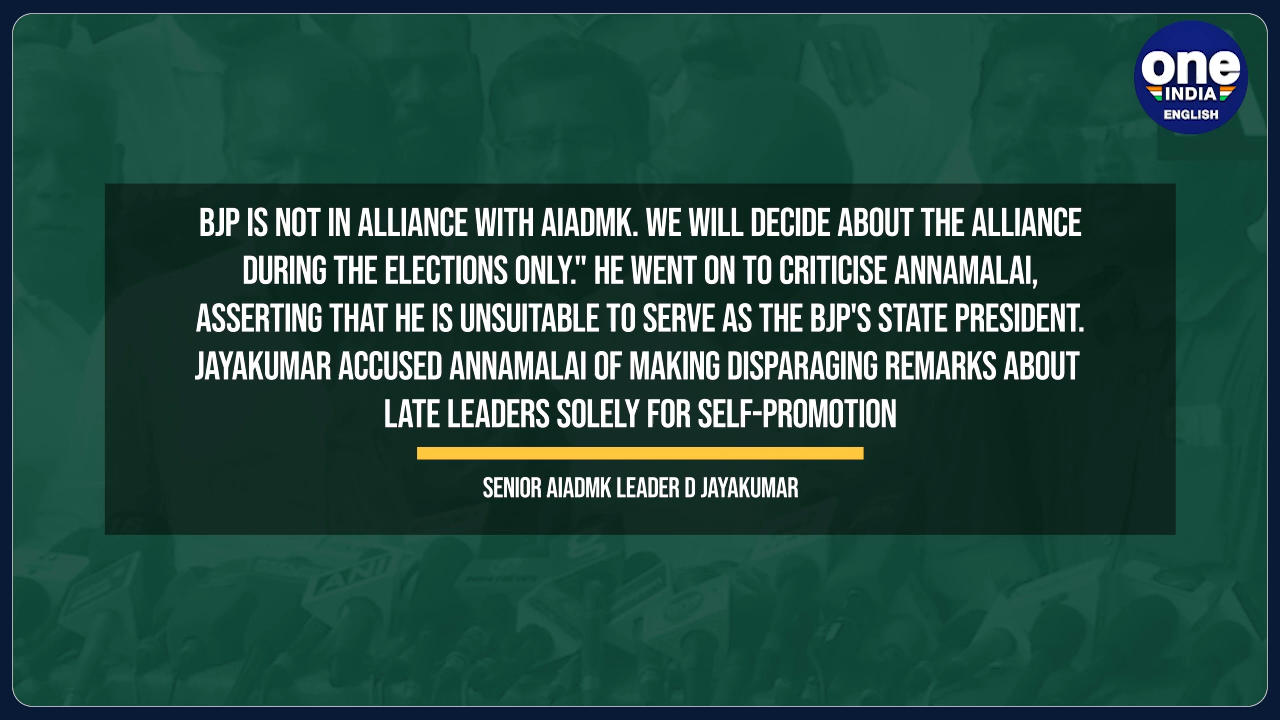 one
INDIA
ENGLISH
BJP IS NOT IN ALLIANCE WITH AIADMK. WE WILL DECIDE ABOUT THE ALLIANCE
DURING THE ELECTIONS ONLY." HE WENT ON TO CRITICISE ANNAMALAI,
ASSERTING THAT HE IS UNSUITABLE TO SERVE AS THE BJP'S STATE PRESIDENT.
JAYAKUMAR ACCUSED ANNAMALAI OF MAKING DISPARAGING REMARKS ABOUT
LATE LEADERS SOLELY FOR SELF-PROMOTION
SENIOR AIADMK LEADER D JAYAKUMAR
ANI